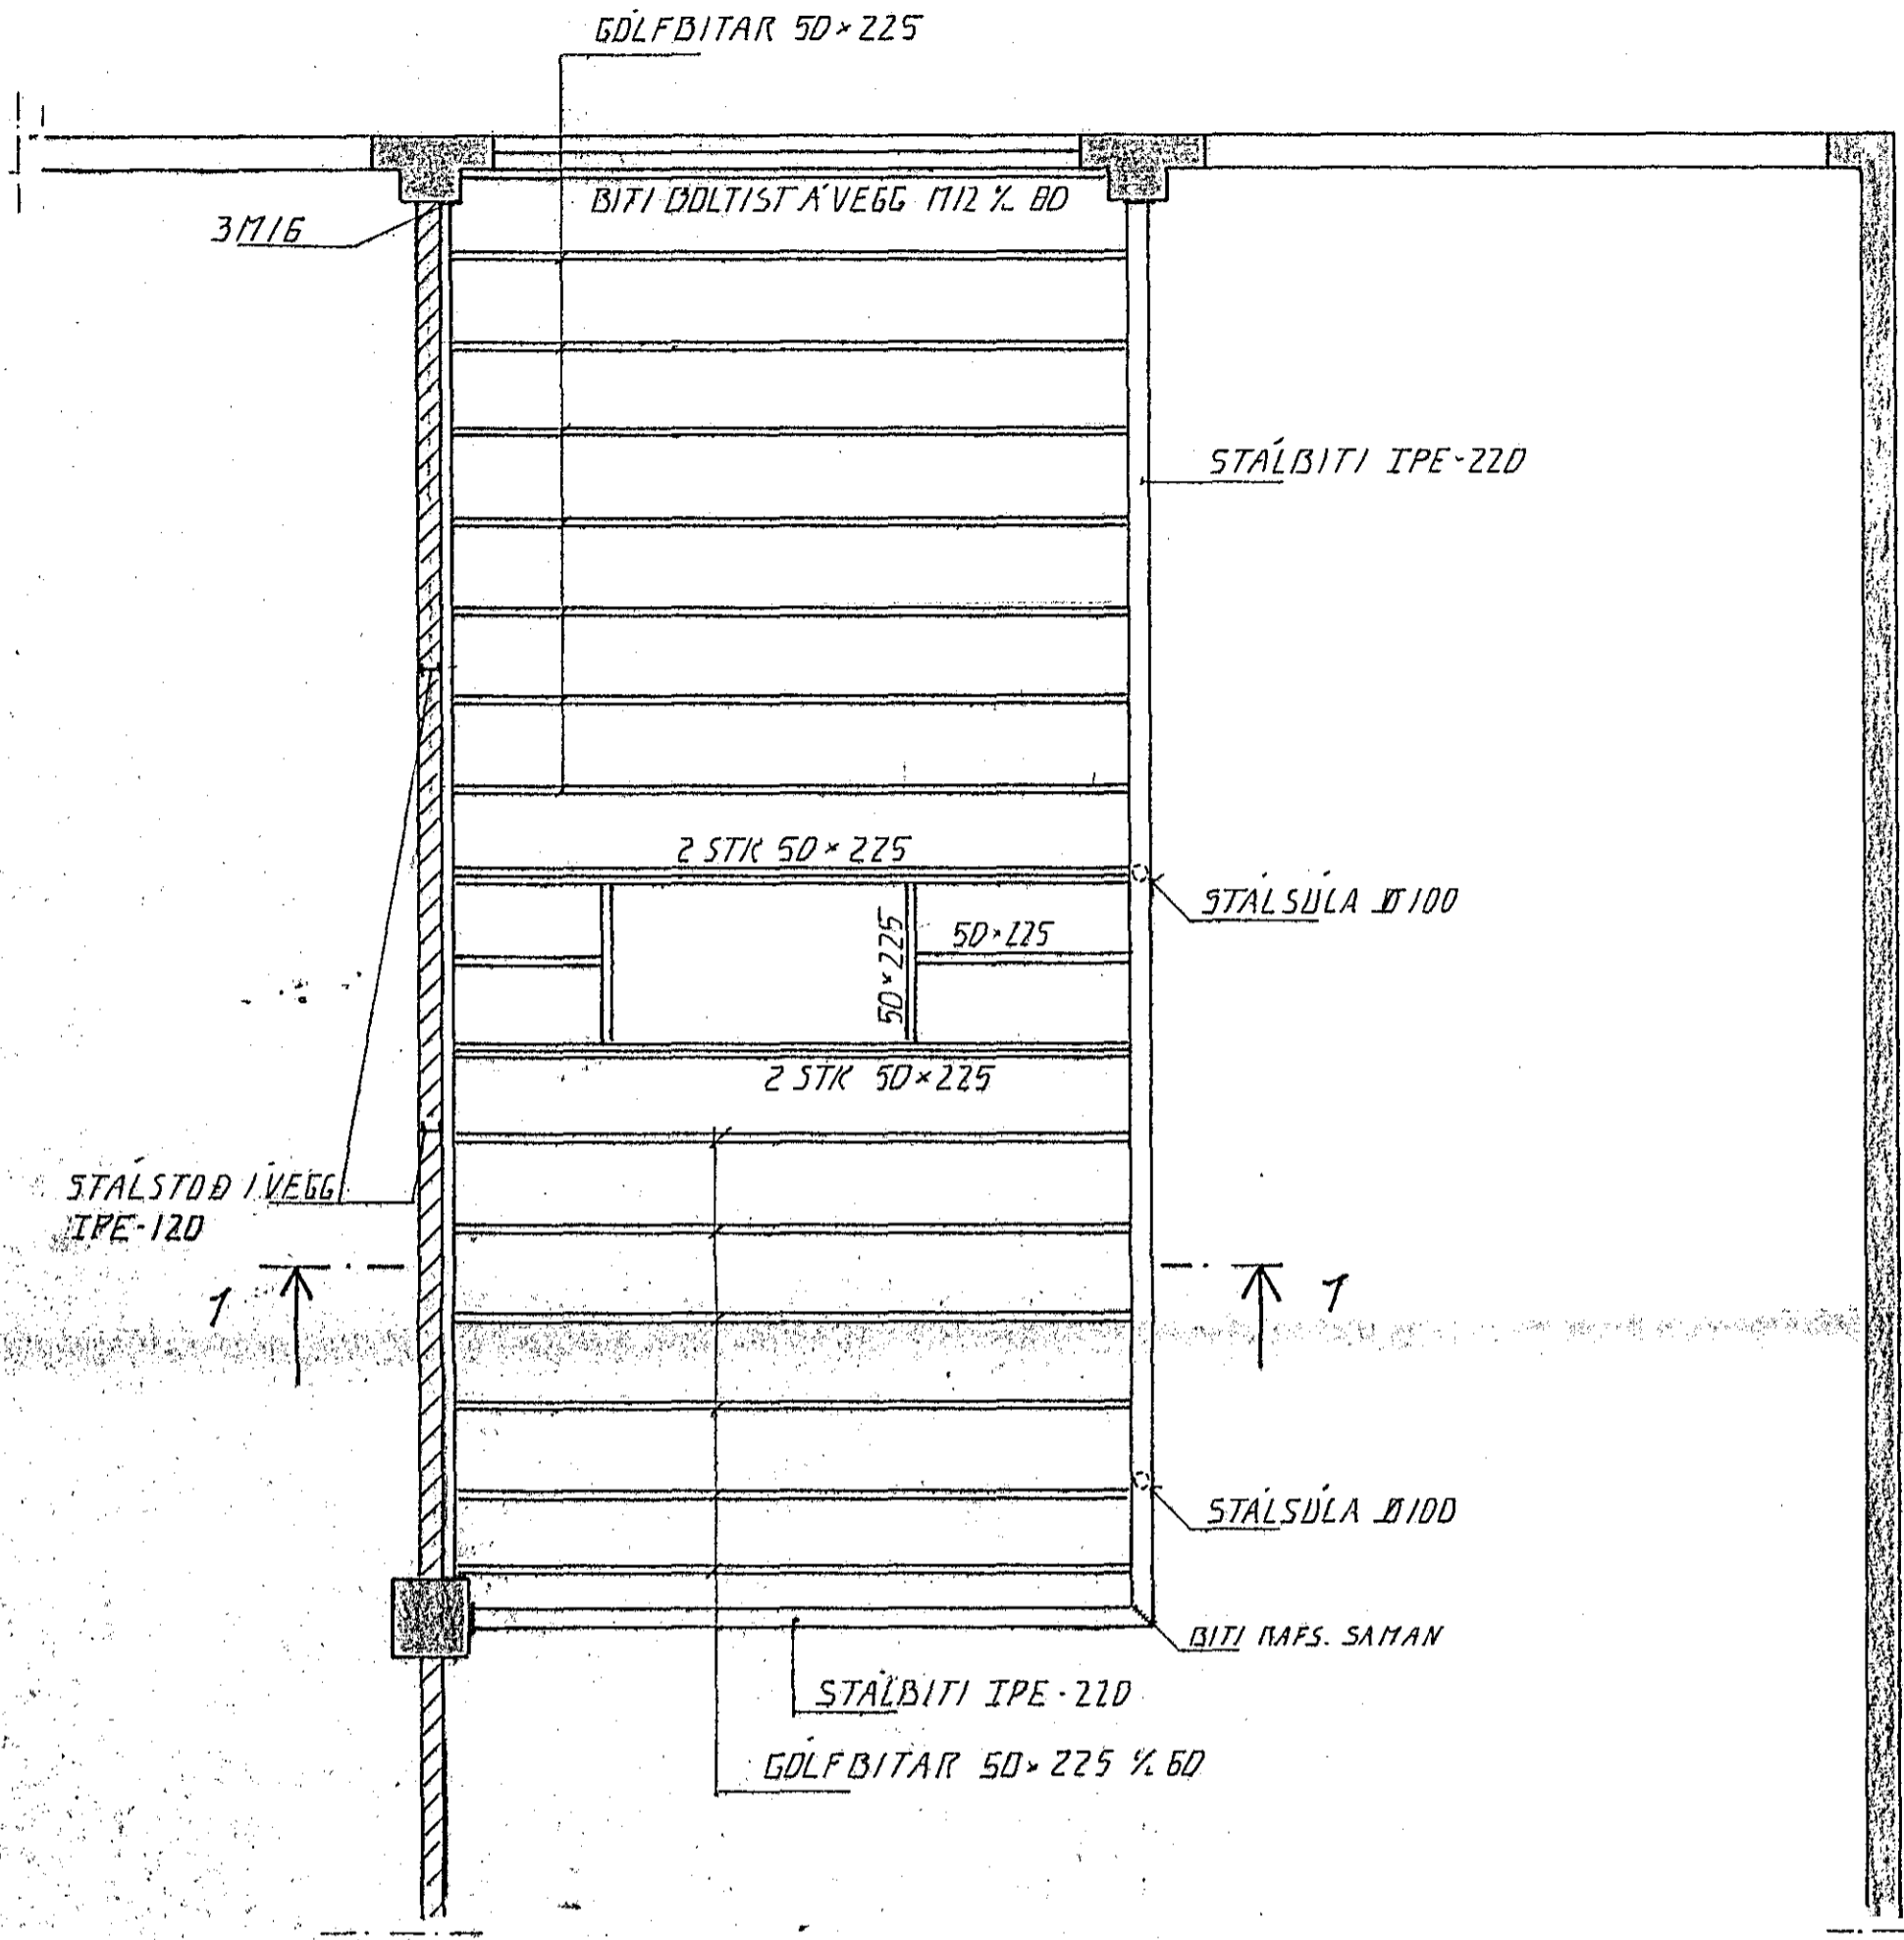 GÓLFBITAR 50×225
BITI BOLTIST Á VEGG M12 % 80
3M16
STÁLBITI IPE-220
2 STK 50×225
STÁLSÚLA Ø100
50×225
50×225
2 STK 50×225
STÁLSTOÐ Í VEGG
IPE-120
1
1
STÁLSÚLA Ø100
BITI RAFS. SAMAN
STÁLBITI IPE-220
GÓLFBITAR 50×225 % 60